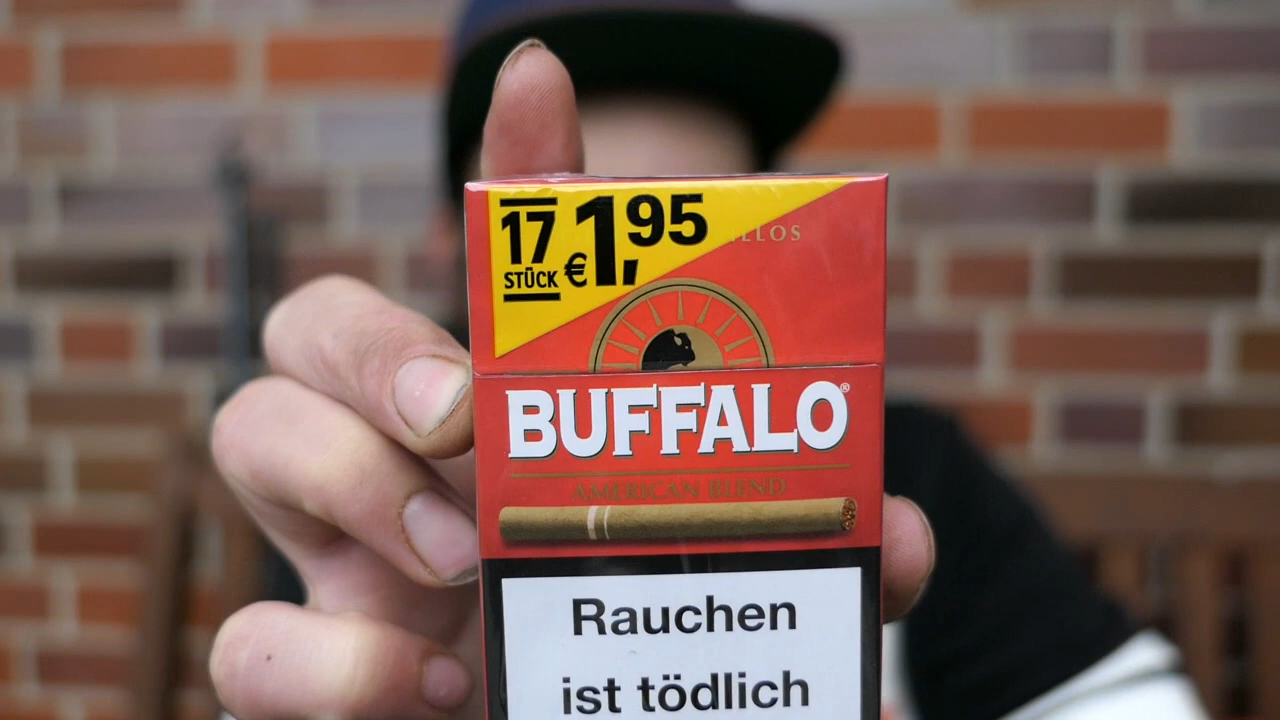 17
STÜCK
€1,95
BUFFALO®
AMERICAN BLEND
Rauchen
ist tödlich